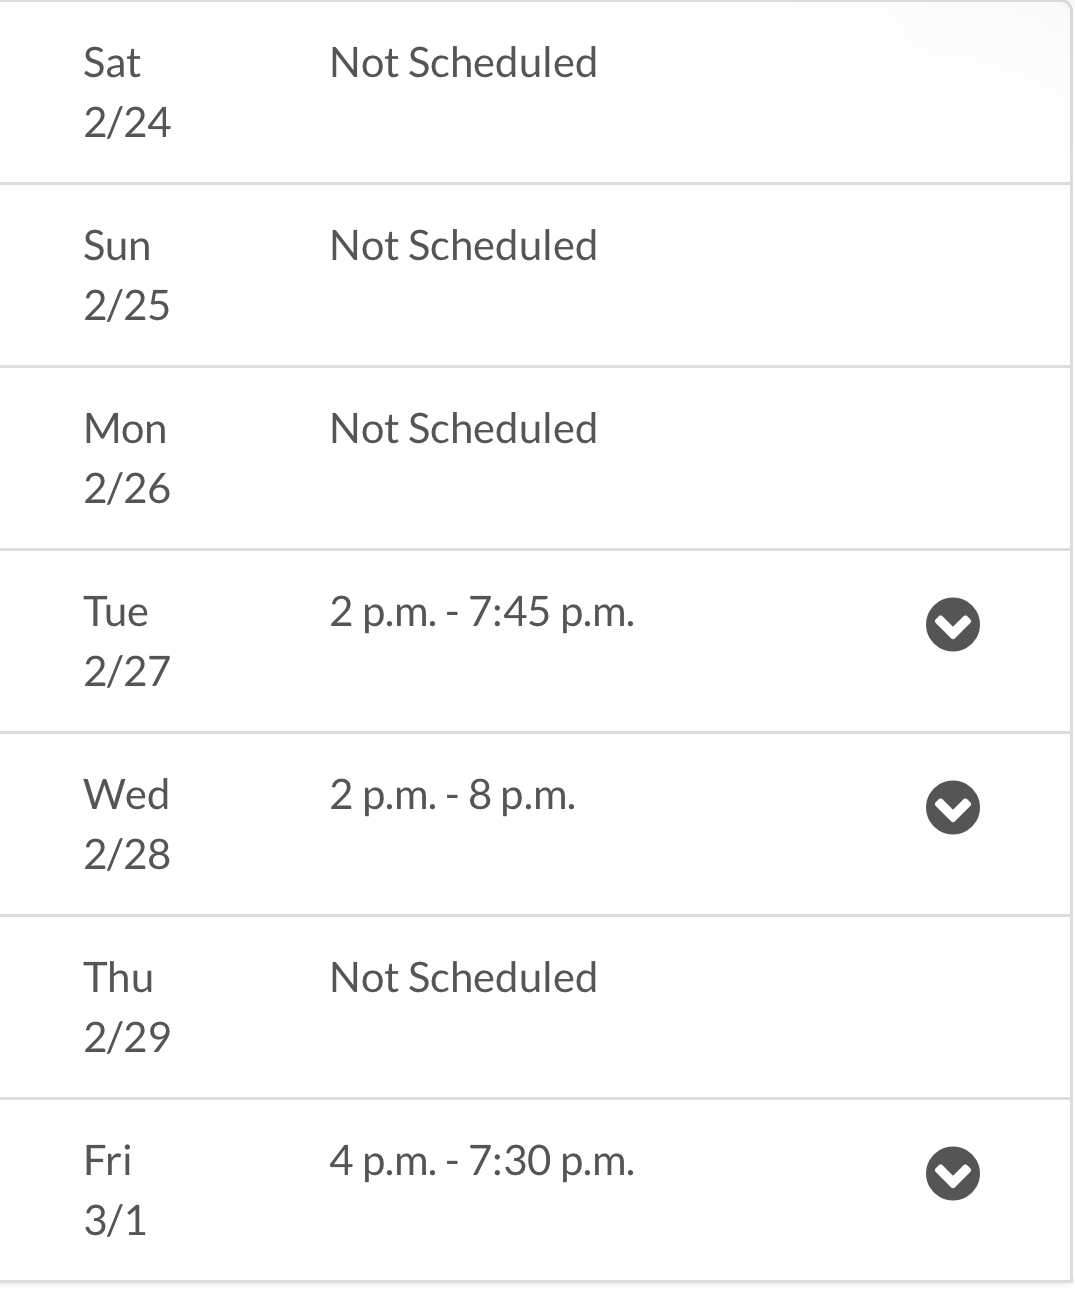 Sat Not Scheduled
2/24
Sun Not Scheduled
2/25
Mon Not Scheduled
2/26
Tue 2 p.m. - 7:45 p.m.
2/27
Wed 2 p.m. - 8 p.m.
2/28
Thu Not Scheduled
2/29
Fri 4 p.m. - 7:30 p.m.
3/1